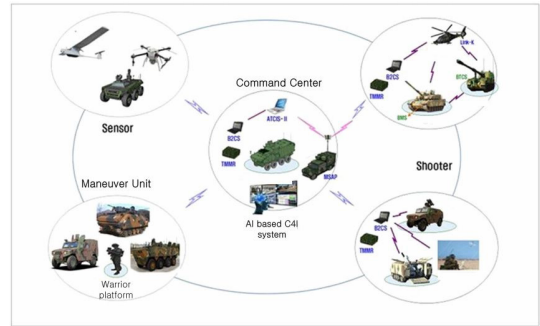 Command Center
B2CS
ATCIS-II
TMMR
MSAP
AI based C4I
system
Sensor
Maneuver Unit
Warrior
platform
LINK-K
B2CS
BTCS
TMMR
BMS
Shooter
B2CS
TMMR